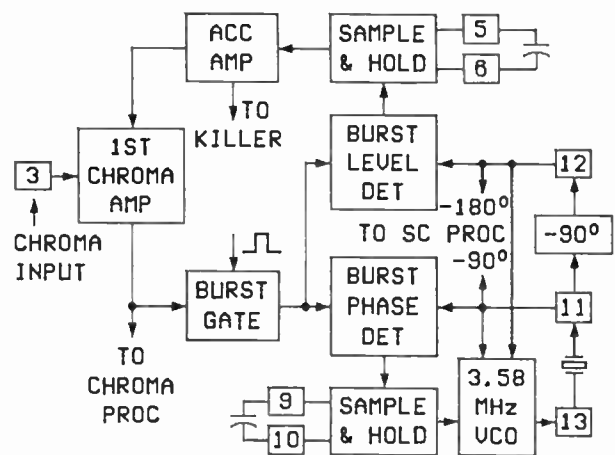 ACC
AMP
SAMPLE
& HOLD
5
6
TO
KILLER
1ST
CHROMA
AMP
3
CHROMA
INPUT
BURST
LEVEL
DET
12
-180°
TO SC PROC
-90°
-90°
BURST
GATE
BURST
PHASE
DET
11
TO
CHROMA
PROC
9
10
SAMPLE
& HOLD
3.58
MHz
VCO
13